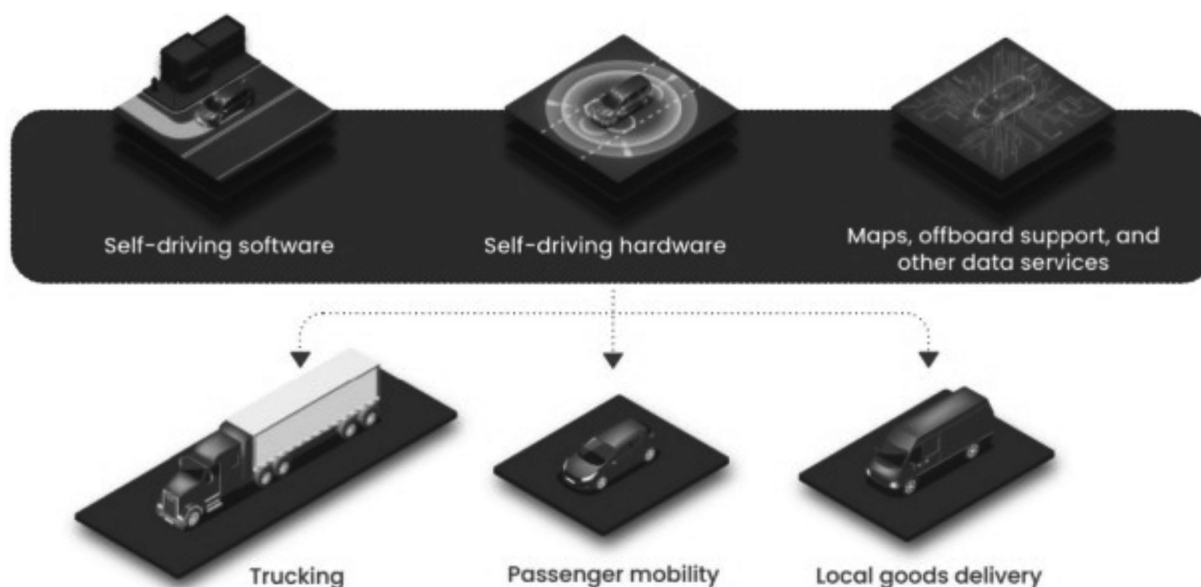 Self-driving software
Self-driving hardware
Maps, offboard support, and
other data services
Trucking
Passenger mobility
Local goods delivery